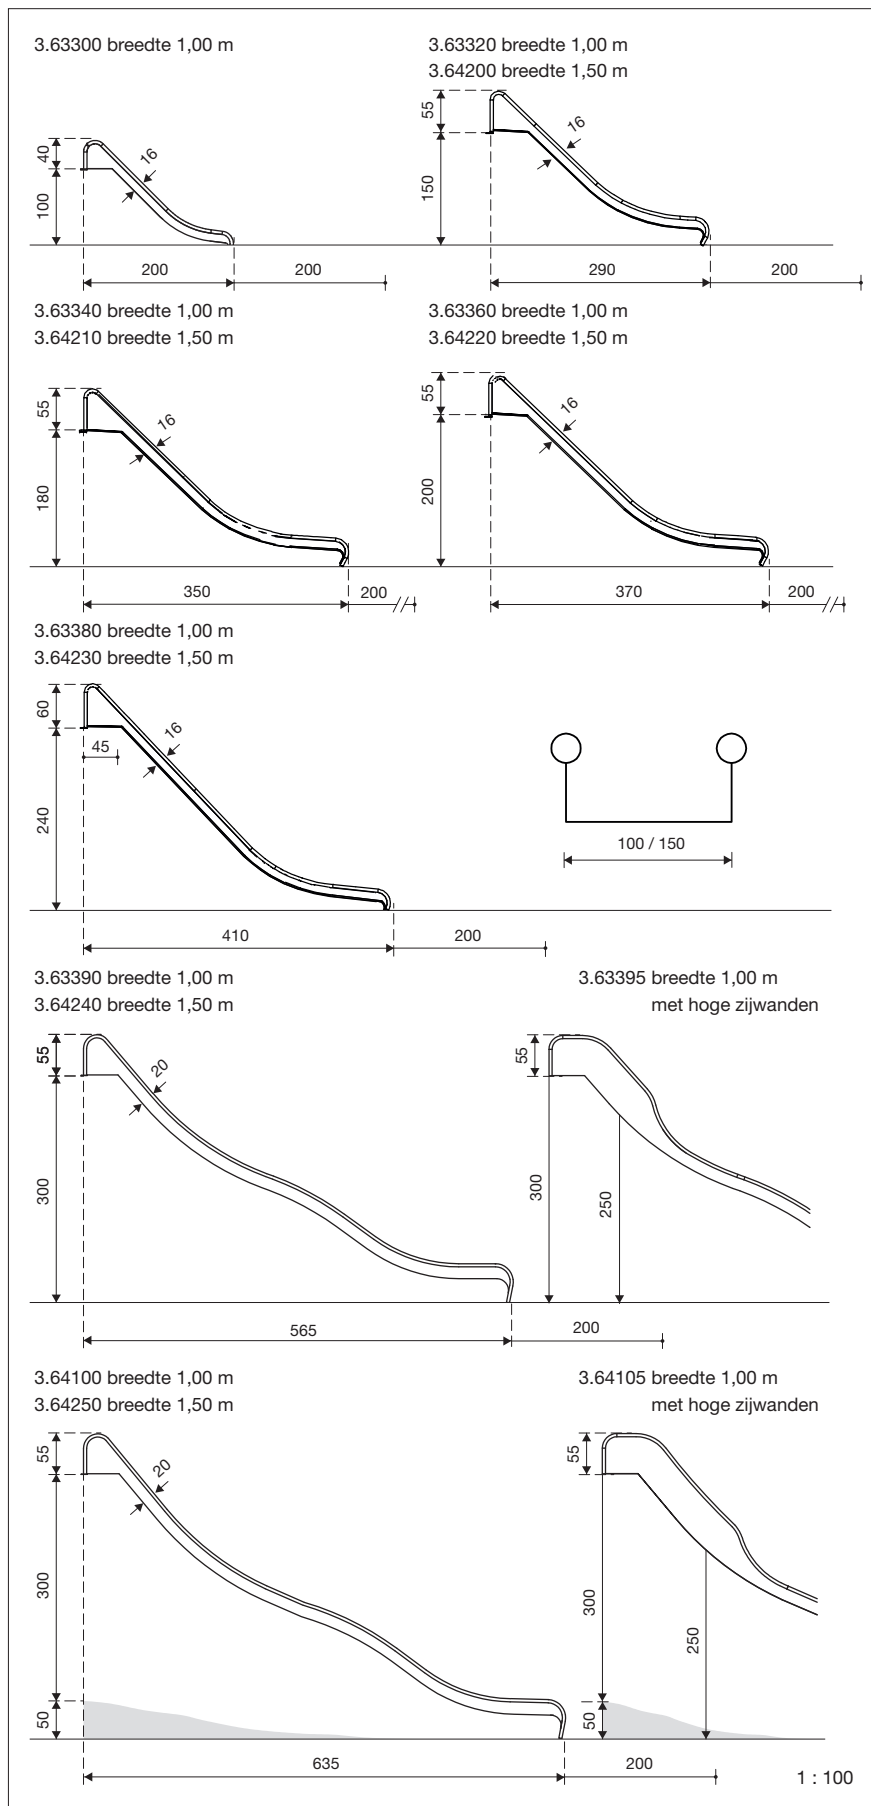 3.63300 breedte 1,00 m
40
100
16
200
200
3.63320 breedte 1,00 m
3.64200 breedte 1,50 m
55
150
16
290
200
3.63340 breedte 1,00 m
3.64210 breedte 1,50 m
55
180
16
350
200
3.63360 breedte 1,00 m
3.64220 breedte 1,50 m
55
200
16
370
200
3.63380 breedte 1,00 m
3.64230 breedte 1,50 m
60
45
240
16
410
200
100 / 150
3.63390 breedte 1,00 m
3.64240 breedte 1,50 m
55
300
20
565
200
3.63395 breedte 1,00 m
met hoge zijwanden
55
300
250
3.64100 breedte 1,00 m
3.64250 breedte 1,50 m
55
300
50
20
635
200
3.64105 breedte 1,00 m
met hoge zijwanden
55
300
50
250
1 : 100